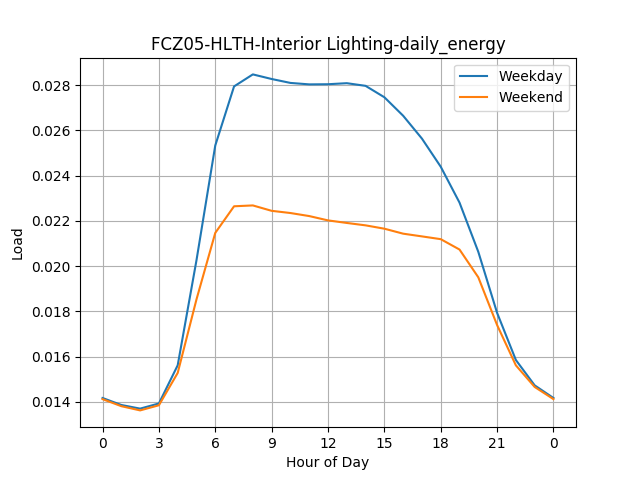 FCZ05-HLTH-Interior Lighting-daily_energy
Weekday
Weekend
Load
0.028
0.026
0.024
0.022
0.020
0.018
0.016
0.014
0 3 6 9 12 15 18 21 0
Hour of Day